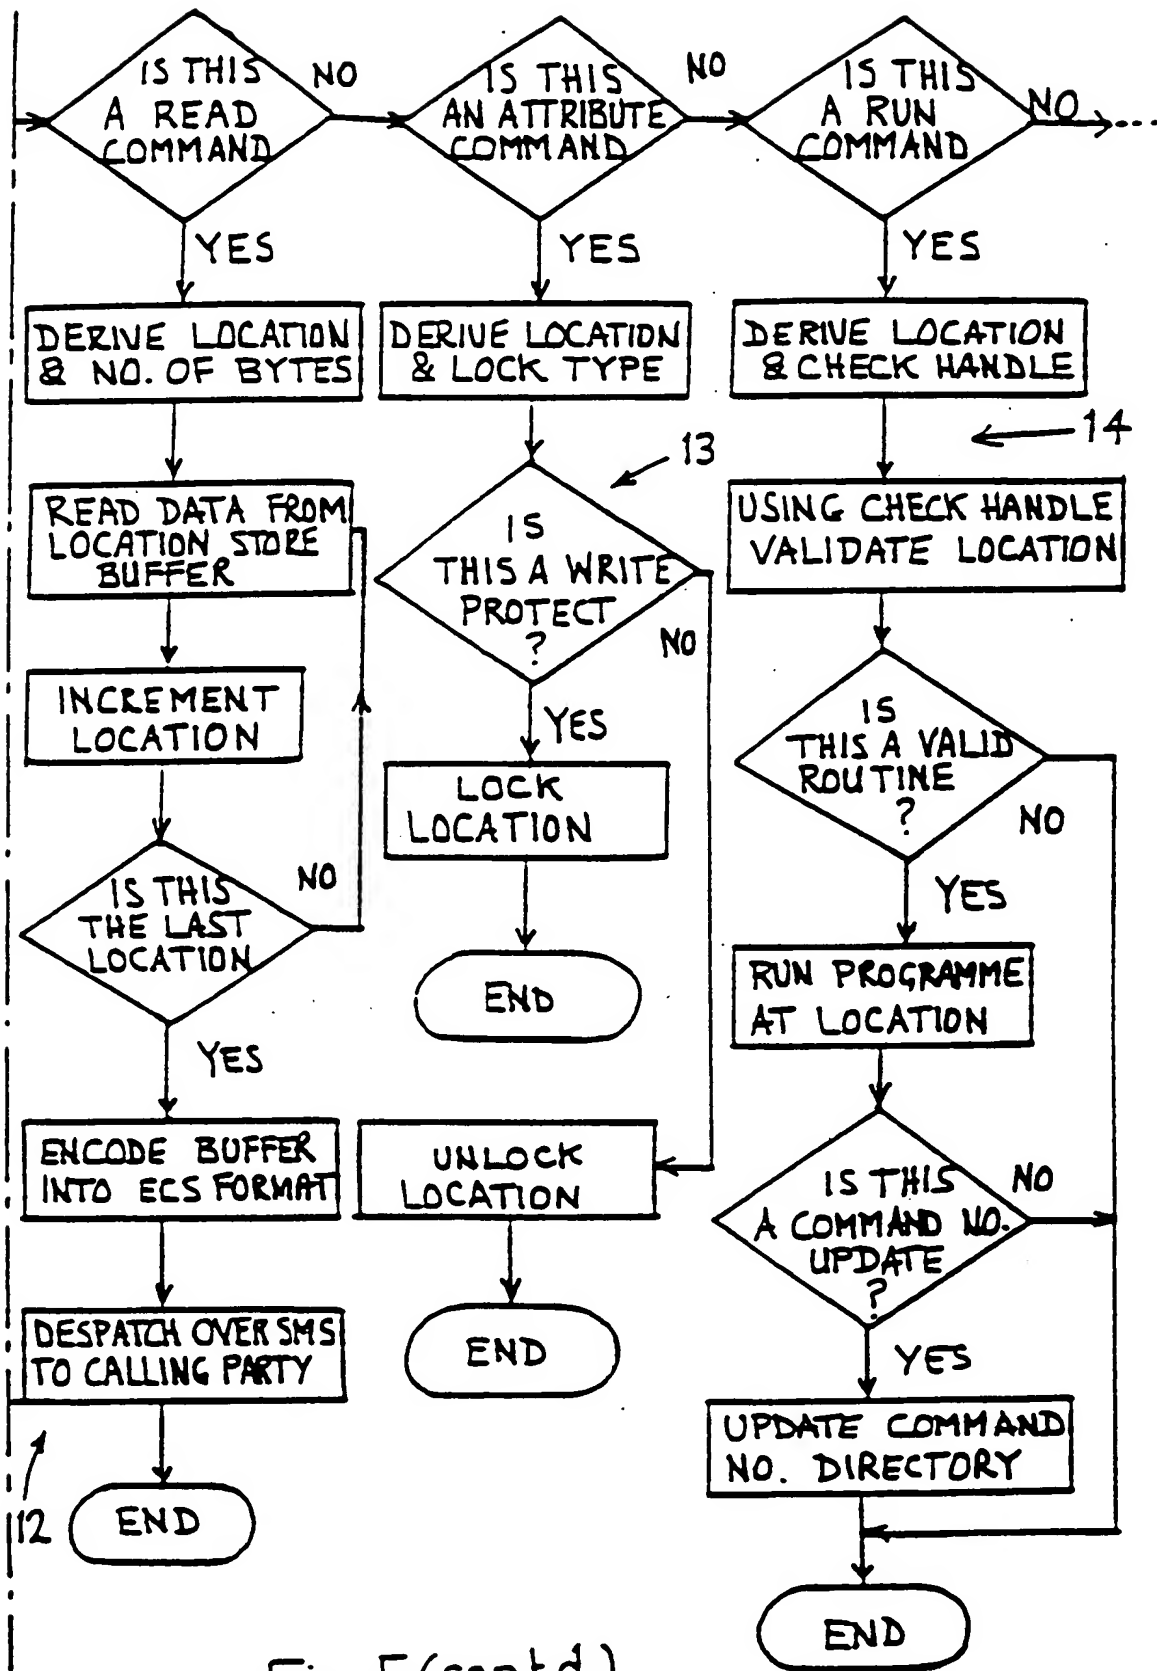 IS THIS
A READ
COMMAND
NO
YES
DERIVE LOCATION
& NO. OF BYTES
READ DATA FROM
LOCATION STORE
BUFFER
INCREMENT
LOCATION
IS THIS
THE LAST
LOCATION
NO
YES
ENCODE BUFFER
INTO ECS FORMAT
DESPATCH OVER SMS
TO CALLING PARTY
12
END
IS THIS
AN ATTRIBUTE
COMMAND
NO
YES
DERIVE LOCATION
& LOCK TYPE
13
IS
THIS A WRITE
PROTECT
?
NO
YES
LOCK
LOCATION
END
UNLOCK
LOCATION
END
IS THIS
A RUN
COMMAND
NO
YES
DERIVE LOCATION
& CHECK HANDLE
14
USING CHECK HANDLE
VALIDATE LOCATION
IS
THIS A VALID
ROUTINE
?
NO
YES
RUN PROGRAMME
AT LOCATION
IS THIS
A COMMAND NO.
UPDATE
?
NO
YES
UPDATE COMMAND
NO. DIRECTORY
END
Fig. 5 (cont'd.)